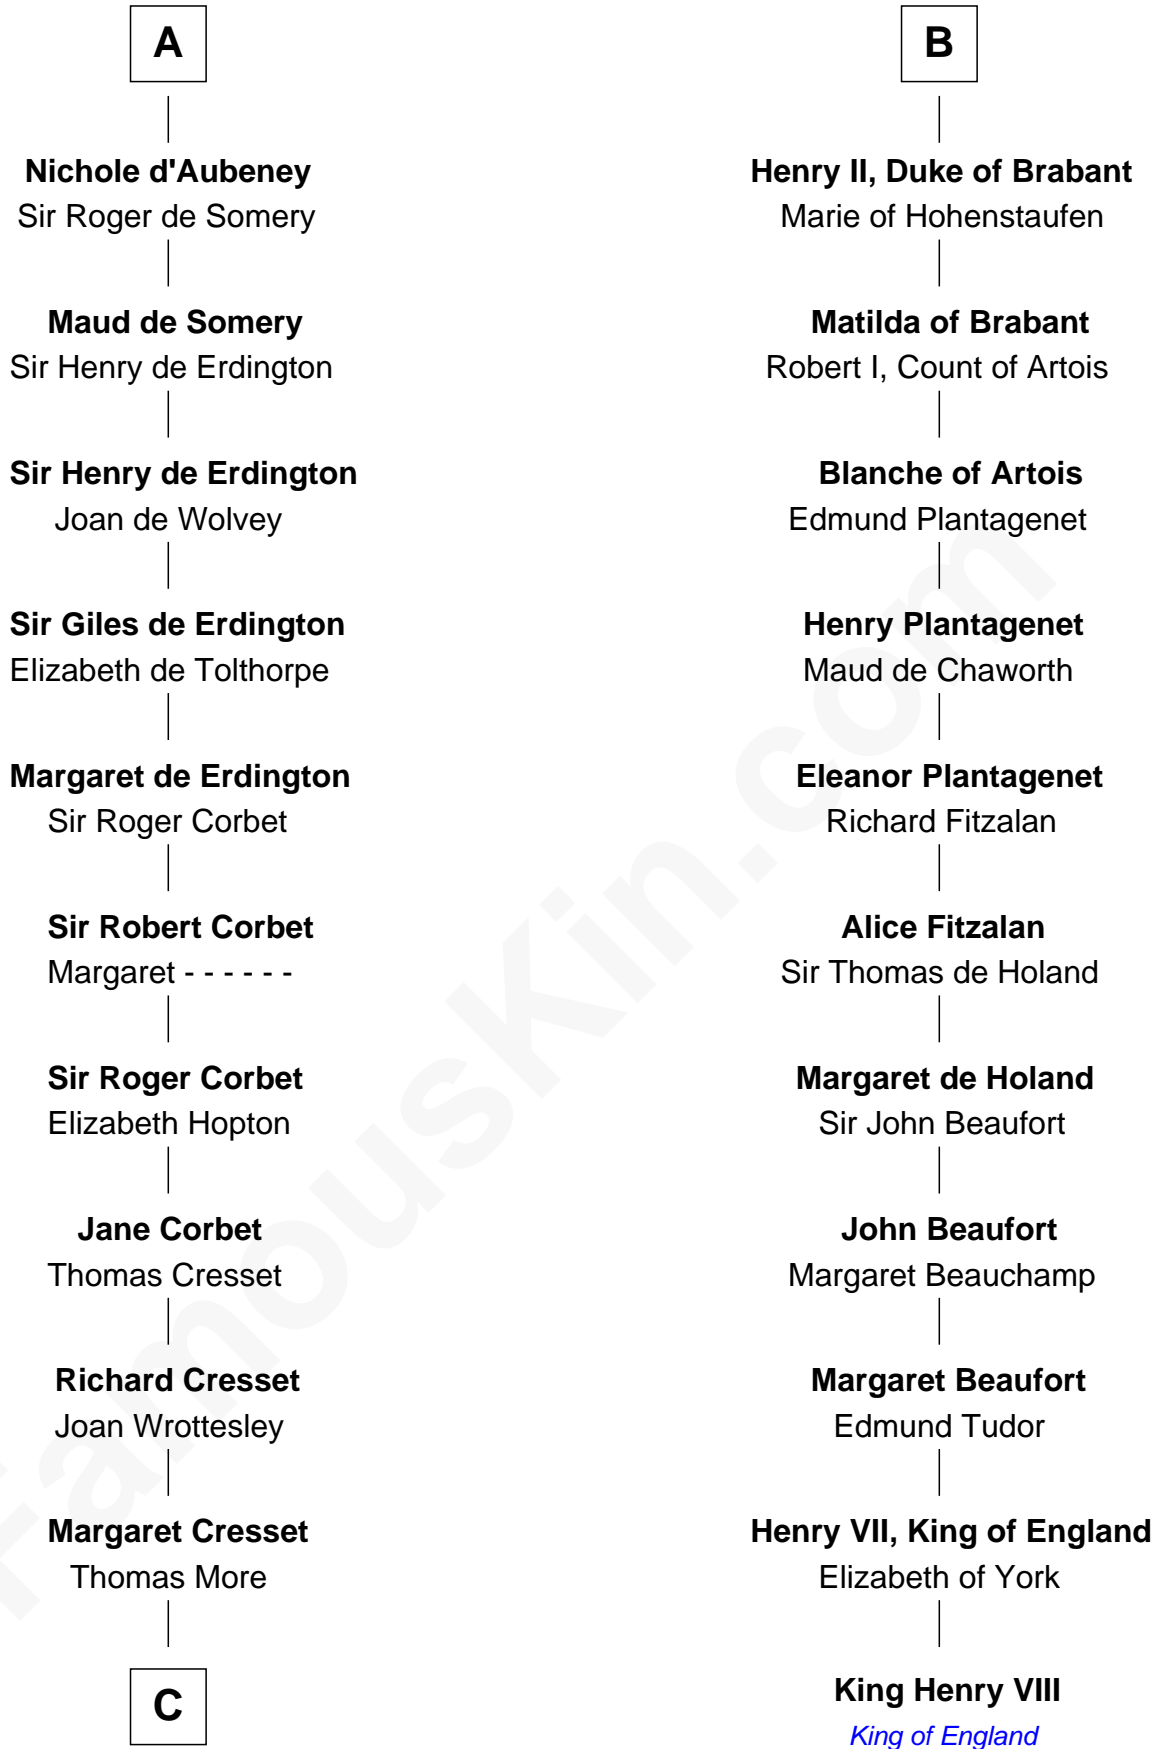 A
Nichole d'Aubeney
Sir Roger de Somery
Maud de Somery
Sir Henry de Erdington
Sir Henry de Erdington
Joan de Wolvey
Sir Giles de Erdington
Elizabeth de Tolthorpe
Margaret de Erdington
Sir Roger Corbet
Sir Robert Corbet
Margaret - - - - - -
Sir Roger Corbet
Elizabeth Hopton
Jane Corbet
Thomas Cresset
Richard Cresset
Joan Wrottesley
Margaret Cresset
Thomas More
C
B
Henry II, Duke of Brabant
Marie of Hohenstaufen
Matilda of Brabant
Robert I, Count of Artois
Blanche of Artois
Edmund Plantagenet
Henry Plantagenet
Maud de Chaworth
Eleanor Plantagenet
Richard Fitzalan
Alice Fitzalan
Sir Thomas de Holand
Margaret de Holand
Sir John Beaufort
John Beaufort
Margaret Beauchamp
Margaret Beaufort
Edmund Tudor
Henry VII, King of England
Elizabeth of York
King Henry VIII
King of England
FamousKin.com